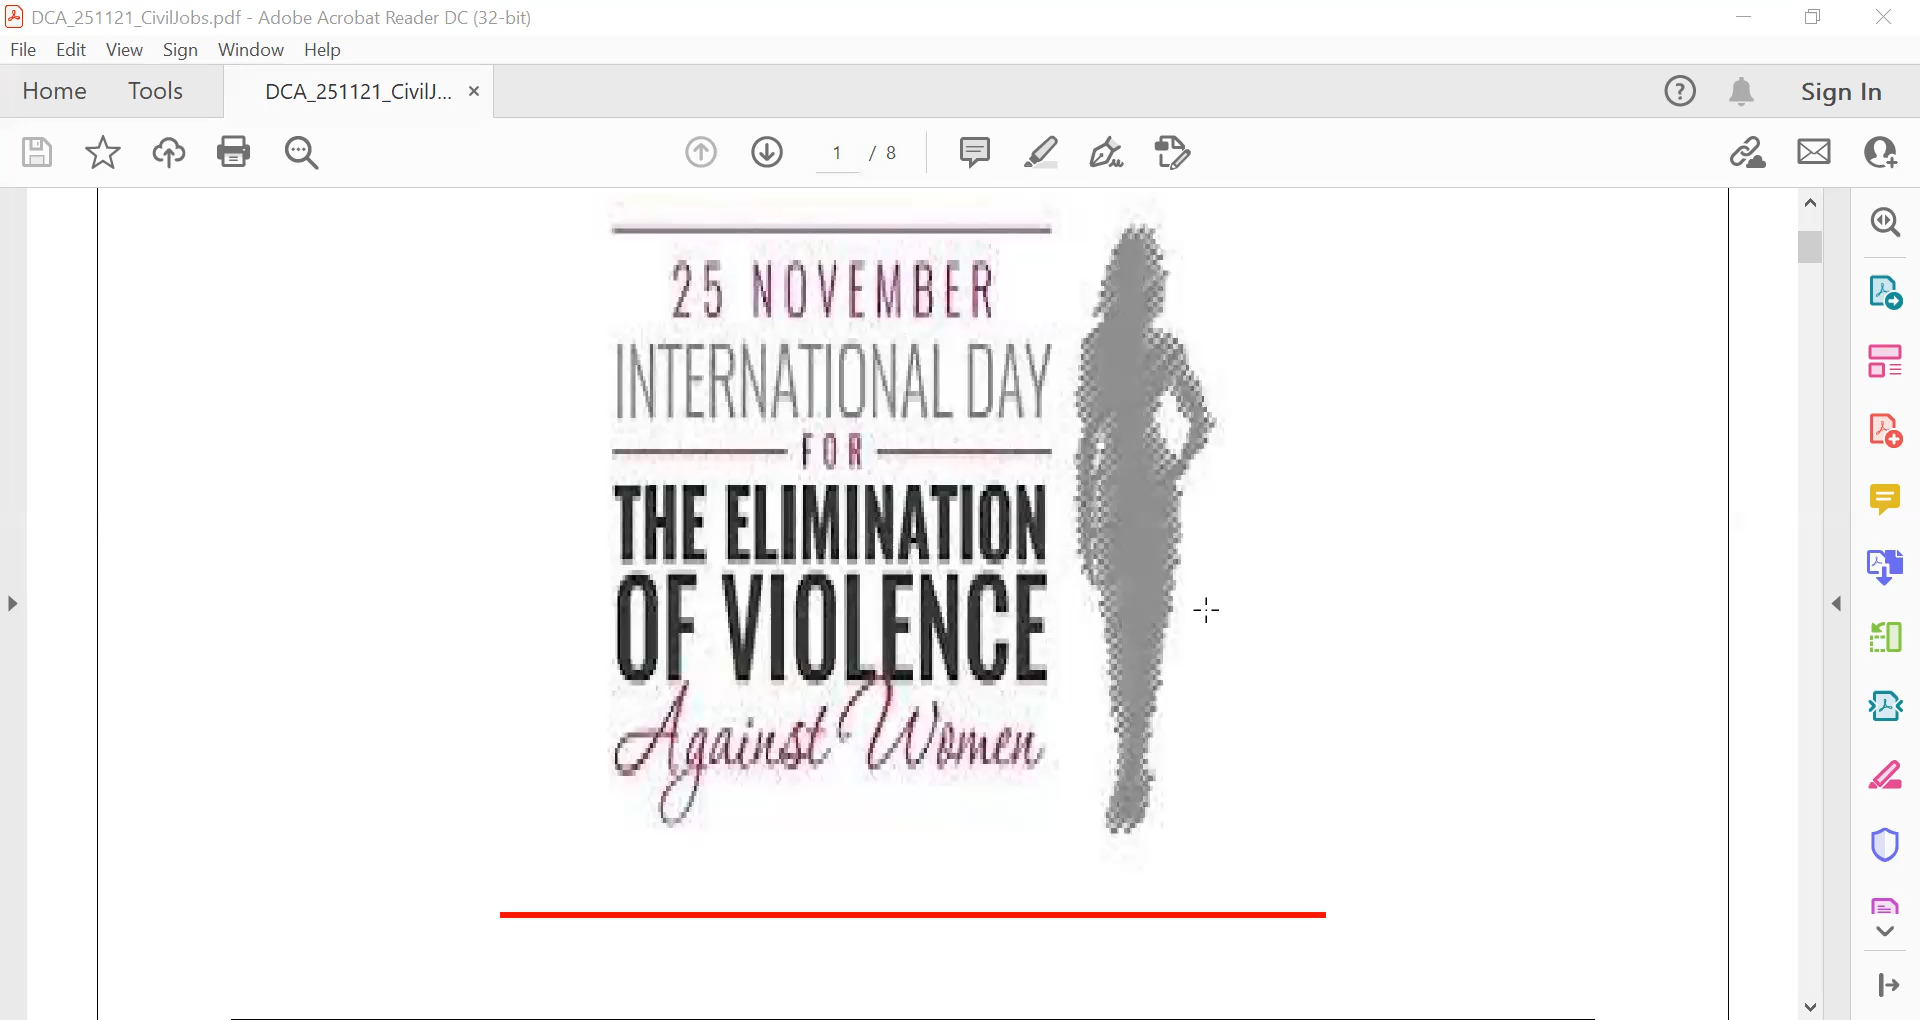 DCA_251121_CivilJobs.pdf - Adobe Acrobat Reader DC (32-bit)
File Edit View Sign Window Help
Home Tools DCA_251121_CivilJ... × ? Sign In
1 / 8
25 NOVEMBER
INTERNATIONAL DAY
FOR
THE ELIMINATION
OF VIOLENCE
Against Women